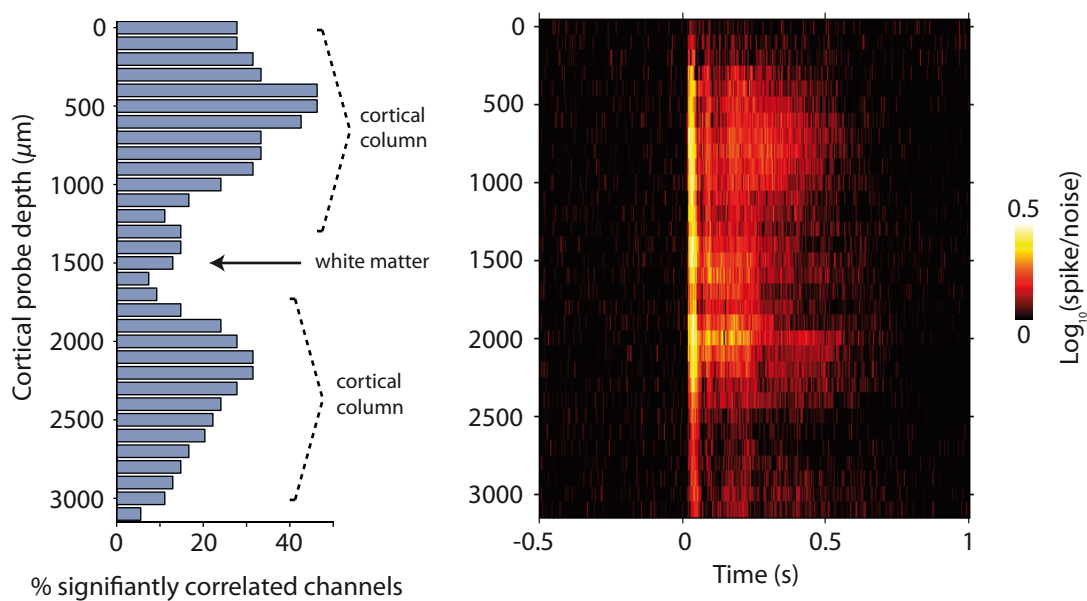 0
500
1000
1500
2000
2500
3000
Cortical probe depth (μm)
cortical
column
white matter
cortical
column
0
20
40
% signifiantly correlated channels
0
500
1000
1500
2000
2500
3000
-0.5
0
0.5
1
Time (s)
0.5
0
Log₁₀(spike/noise)